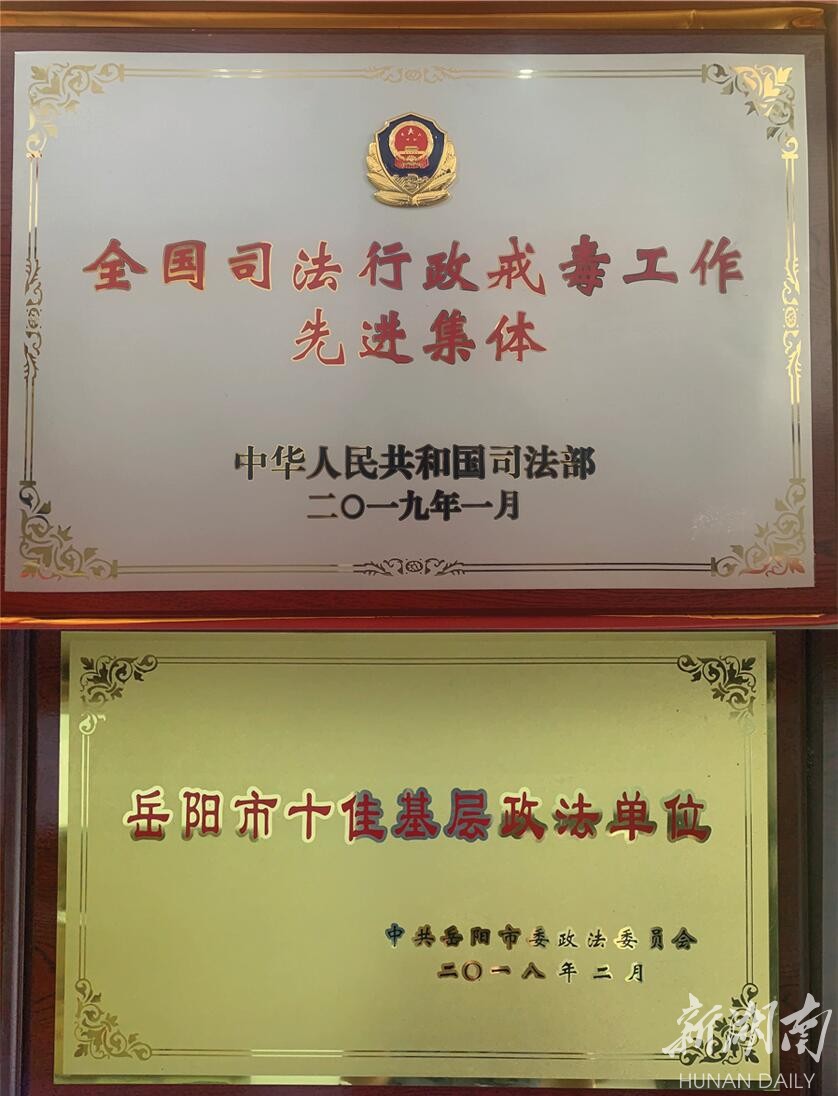 全国司法行政戒毒工作
先进集体
中华人民共和国司法部
二〇一九年一月
岳阳市十佳基层政法单位
中共岳阳市委政法委员会
二〇一八年二月
新湖南
HUNAN DAILY